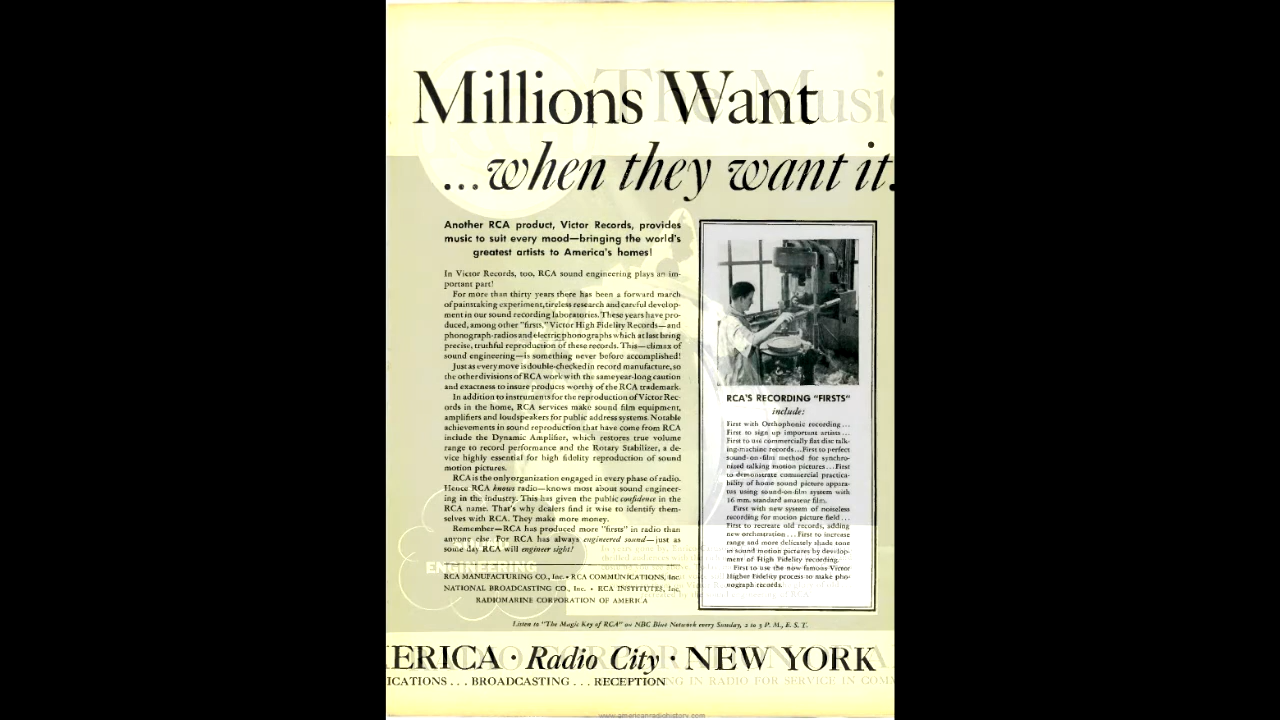 Millions Want
The Music
...when they want it.
Another RCA product, Victor Records, provides
music to suit every mood—bringing the world's
greatest artists to America's homes!
In Victor Records, too, RCA sound engineering plays an im-
portant part!
For more than thirty years there has been a forward march
of painstaking experiment, tireless research and careful develop-
ment in our sound recording laboratories. These years have pro-
duced, among other "firsts," Victor High Fidelity Records—and
phonograph-radios and electric phonographs which at last bring
precise, truthful reproduction of these records. This—climax of
sound engineering—is something never before accomplished!
Just as every move is double-checked in record manufacture, so
the other divisions of RCA work with the same year-long caution
and exactness to insure products worthy of the RCA trademark.
In addition to instruments for the reproduction of Victor Rec-
ords in the home, RCA services make sound film equipment,
amplifiers and loudspeakers for public address systems. Notable
achievements in sound reproduction that have come from RCA
include the Dynamic Amplifier, which restores true volume
range to record performance and the Rotary Stabilizer, a de-
vice highly essential for high fidelity reproduction of sound
motion pictures.
RCA is the only organization engaged in every phase of radio.
Hence RCA knows radio—knows most about sound engineer-
ing in the industry. This has given the public confidence in the
RCA name. That's why dealers find it wise to identify them-
selves with RCA. They make more money.
Remember—RCA has produced more "firsts" in radio than
anyone else. For RCA has always engineered sound—just as
some day RCA will engineer sight!
ENGINEERING
RCA MANUFACTURING CO., Inc. • RCA COMMUNICATIONS, Inc.
NATIONAL BROADCASTING CO., Inc. • RCA INSTITUTES, Inc.
RADIOMARINE CORPORATION OF AMERICA
RCA'S RECORDING "FIRSTS"
include:
First with Orthophonic recording...
First to sign up important artists...
First to use commercially flat disc talk-
ing-machine records...First to perfect
sound-on-film method for synchro-
nized talking motion pictures...First
to demonstrate commercial practica-
bility of home sound picture appara-
tus using sound-on-film system with
16 mm. standard amateur film.
First with new system of noiseless
recording for motion picture field...
First to recreate old records, adding
new orchestration...First to increase
range and more delicately shade tone
in sound motion pictures by develop-
ment of High Fidelity recording.
First to use the now famous Victor
Higher Fidelity process to make pho-
nograph records.
Listen to "The Magic Key of RCA" on NBC Blue Network every Sunday, 2 to 3 P. M., E. S. T.
ERICA · Radio City · NEW YORK
ICATIONS . . . BROADCASTING . . . RECEPTION
NG IN RADIO FOR SERVICE IN COMM
www.americanradiohistory.com